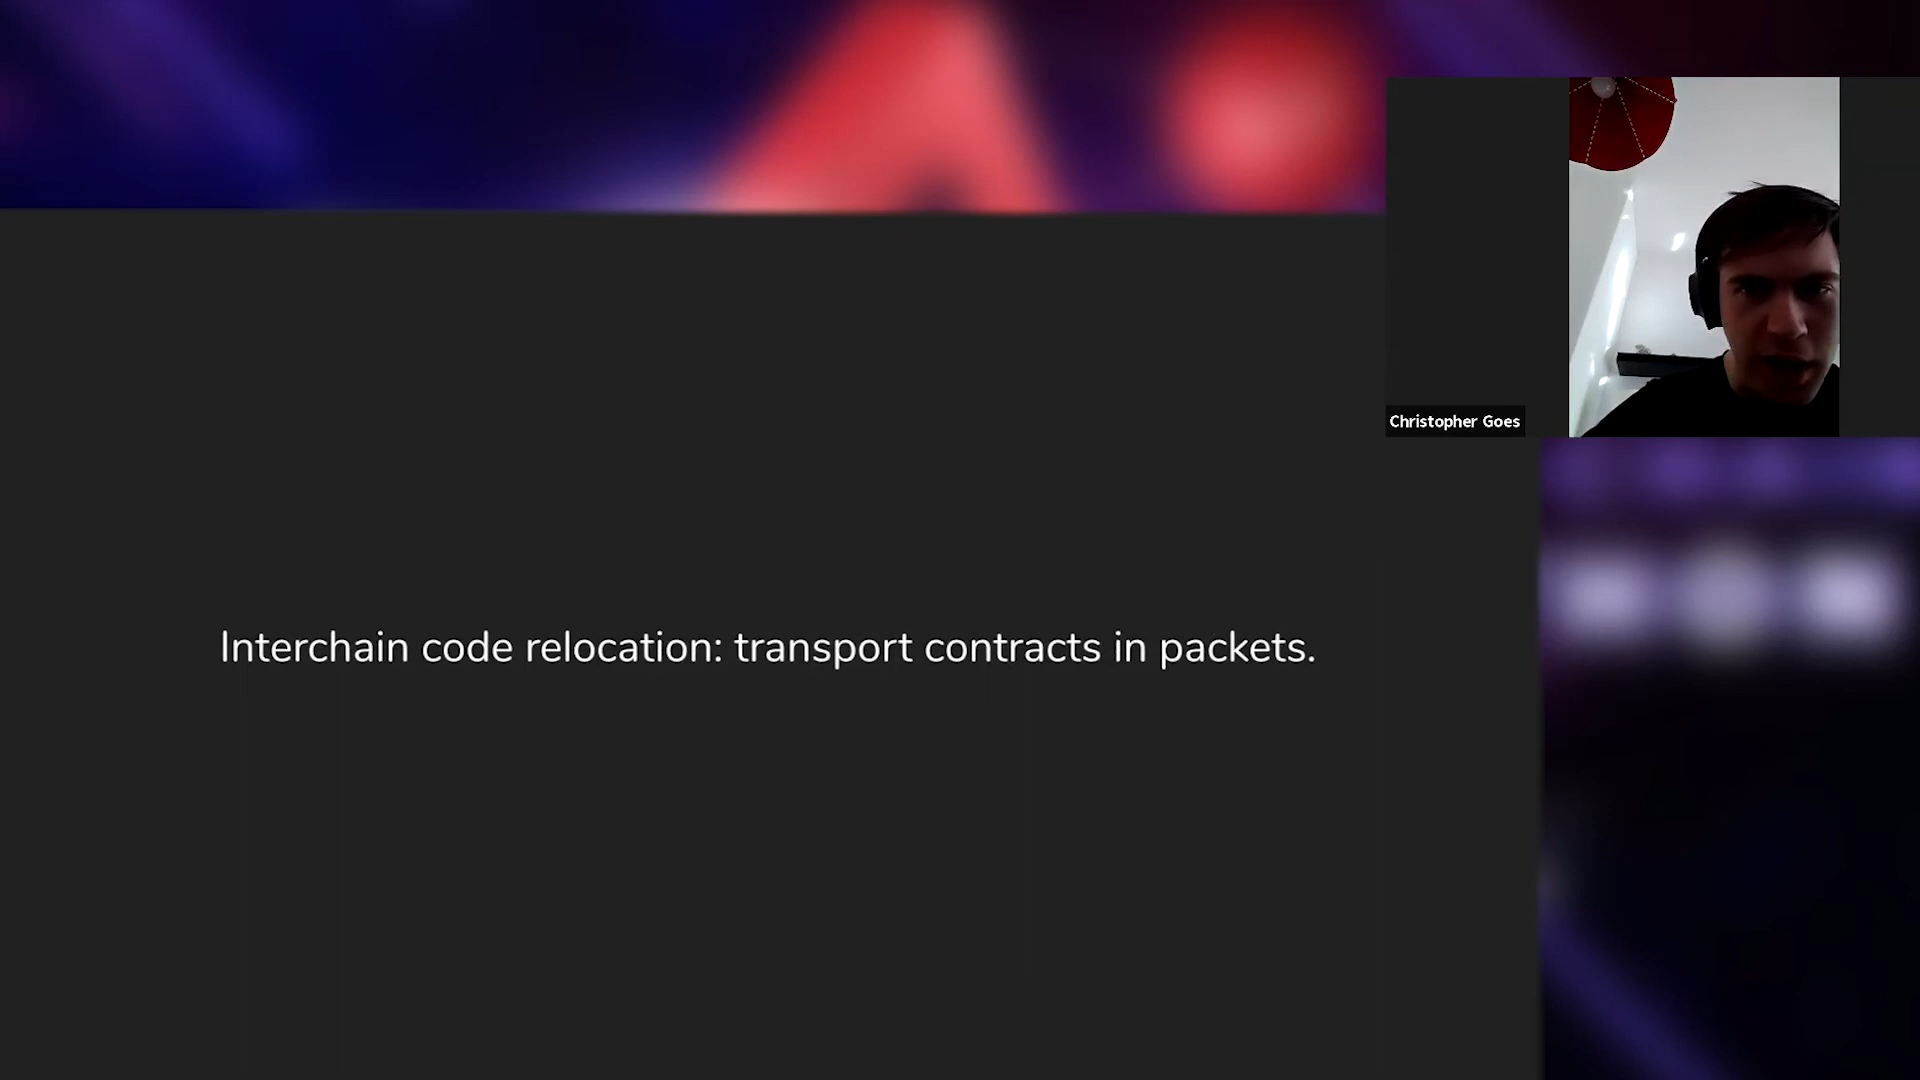 Christopher Goes
Interchain code relocation: transport contracts in packets.